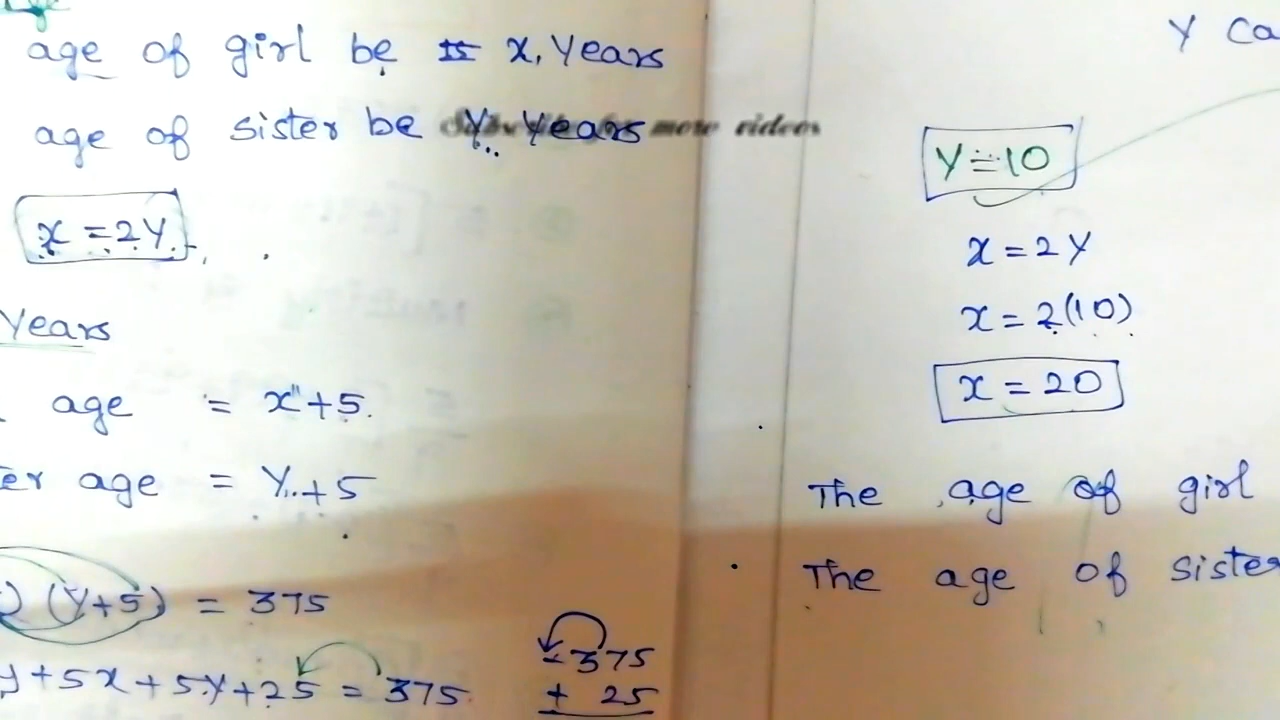 age of girl be x, Years
age of sister be Y Years
more videos
x = 2Y
Years
age = x+5.
er age = Y+5
(Y+5) = 375
y+5x+5Y+25 = 375
-375
+ 25
Y Ca
Y=10
x = 2Y
x = 2(10)
x = 20
The age of girl
The age of sister